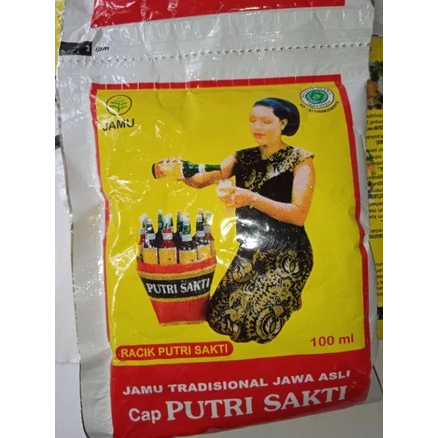 JAMU
PUTRI SAKTI
RACIK PUTRI SAKTI
100 ml
JAMU TRADISIONAL JAWA ASLI
Cap PUTRI SAKTI